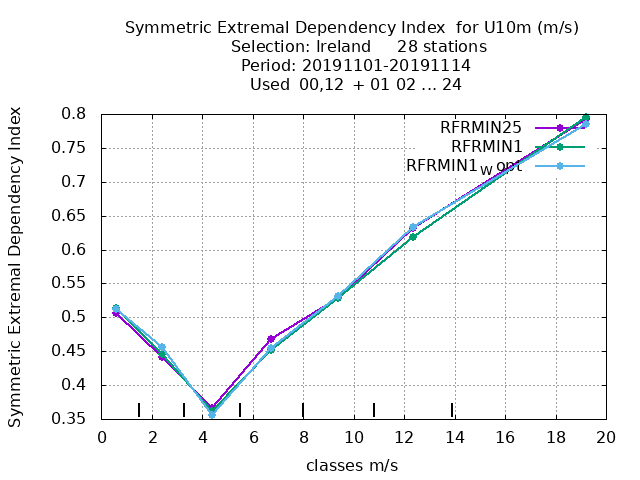 Symmetric Extremal Dependency Index  for U10m (m/s)
Selection: Ireland     28 stations
Period: 20191101-20191114
Used  00,12  + 01 02 ... 24
Symmetric Extremal Dependency Index
0.8
0.75
0.7
0.65
0.6
0.55
0.5
0.45
0.4
0.35
RFRMIN25
RFRMIN1
RFRMIN1w opt
0 2 4 6 8 10 12 14 16 18 20
classes m/s